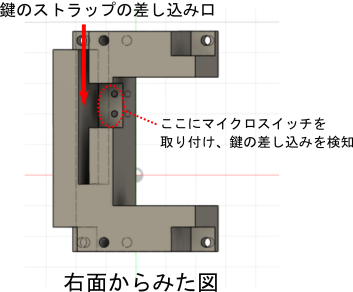 鍵のストラップの差し込み口
ここにマイクロスイッチを
取り付け、鍵の差し込みを検知
右面からみた図